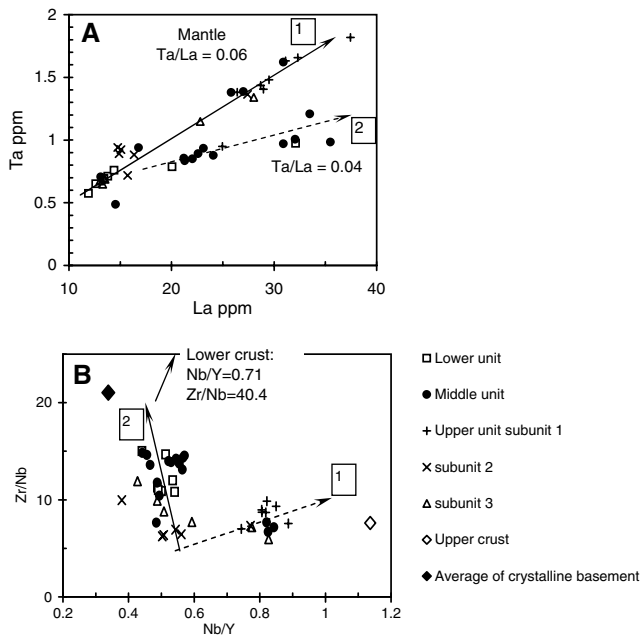 A
Mantle
Ta/La = 0.06
1
2
Ta/La = 0.04
Ta ppm
2
1.5
1
0.5
0
10
20
30
40
La ppm
B
Lower crust:
Nb/Y=0.71
Zr/Nb=40.4
2
1
Zr/Nb
20
10
0
0.2
0.4
0.6
0.8
1
1.2
Nb/Y
Lower unit
Middle unit
Upper unit subunit 1
subunit 2
subunit 3
Upper crust
Average of crystalline basement